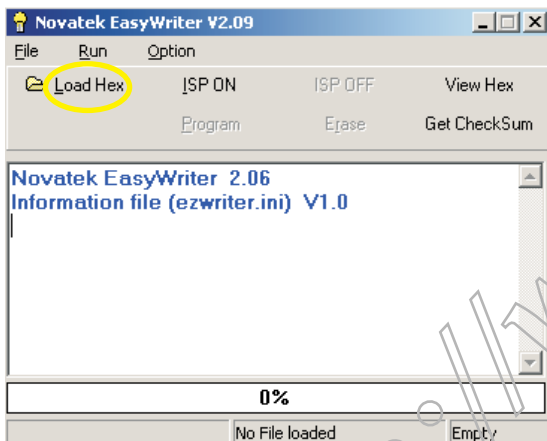 Novatek EasyWriter V2.09
File Run Option
Load Hex ISP ON ISP OFF View Hex
Program Erase Get CheckSum
Novatek EasyWriter 2.06
Information file (ezwriter.ini) V1.0
0%
No File loaded Empty